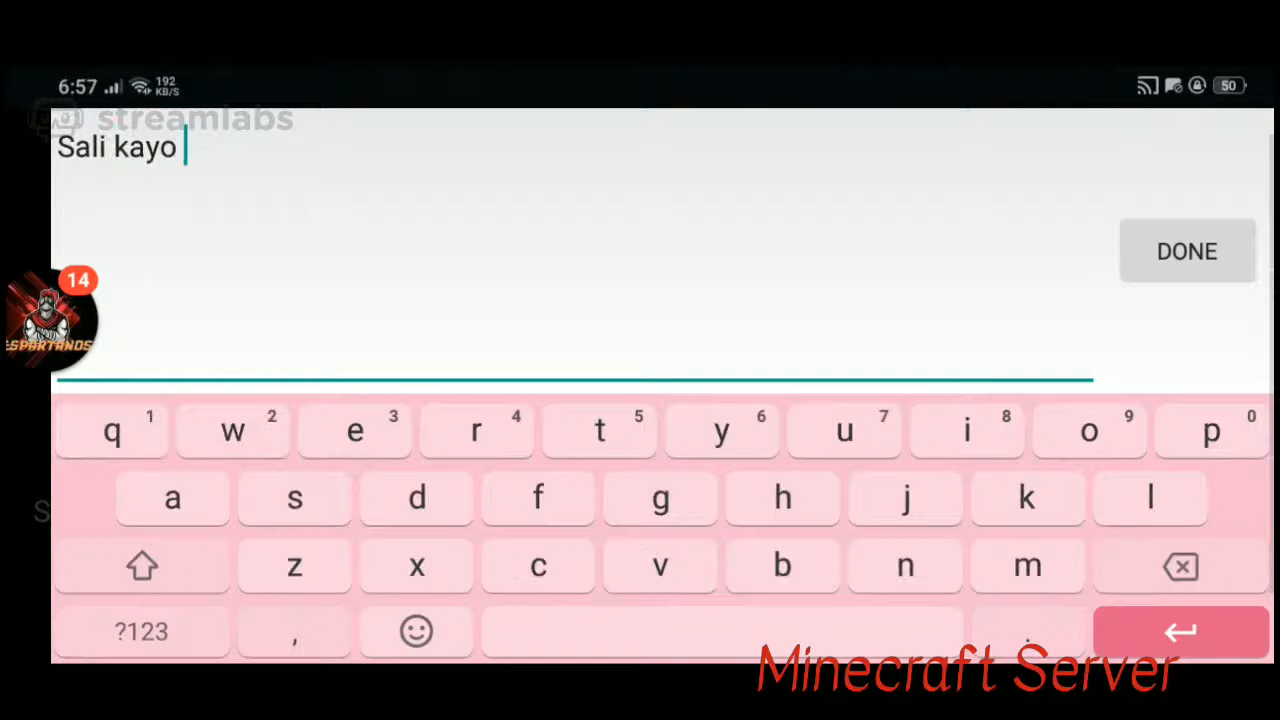 6:57 192 KB/S 50
streamlabs
Sali kayo
DONE
14
ESPARTANOS
q 1 w 2 e 3 r 4 t 5 y 6 u 7 i 8 o 9 p 0
a s d f g h j k l
S
z x c v b n m
?123 , .
Minecraft Server